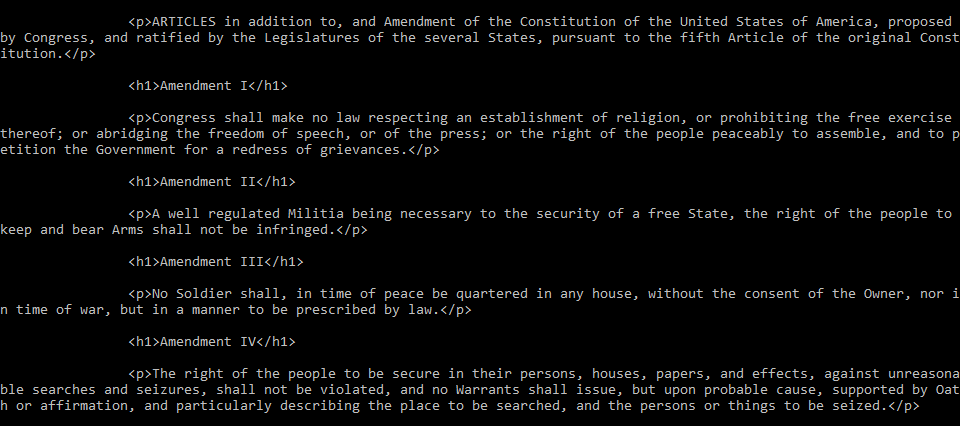 <p>ARTICLES in addition to, and Amendment of the Constitution of the United States of America, proposed
by Congress, and ratified by the Legislatures of the several States, pursuant to the fifth Article of the original Const
itution.</p>
<h1>Amendment I</h1>
<p>Congress shall make no law respecting an establishment of religion, or prohibiting the free exercise
thereof; or abridging the freedom of speech, or of the press; or the right of the people peaceably to assemble, and to p
etition the Government for a redress of grievances.</p>
<h1>Amendment II</h1>
<p>A well regulated Militia being necessary to the security of a free State, the right of the people to
keep and bear Arms shall not be infringed.</p>
<h1>Amendment III</h1>
<p>No Soldier shall, in time of peace be quartered in any house, without the consent of the Owner, nor i
n time of war, but in a manner to be prescribed by law.</p>
<h1>Amendment IV</h1>
<p>The right of the people to be secure in their persons, houses, papers, and effects, against unreasona
ble searches and seizures, shall not be violated, and no Warrants shall issue, but upon probable cause, supported by Oat
h or affirmation, and particularly describing the place to be searched, and the persons or things to be seized.</p>